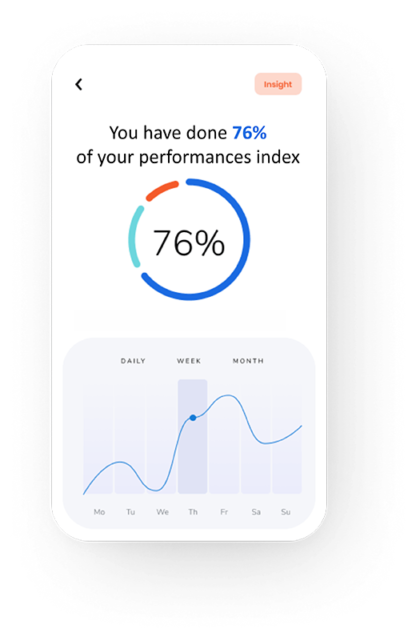 Insight
You have done 76%
of your performances index
76%
DAILY WEEK MONTH
Mo Tu We Th Fr Sa Su